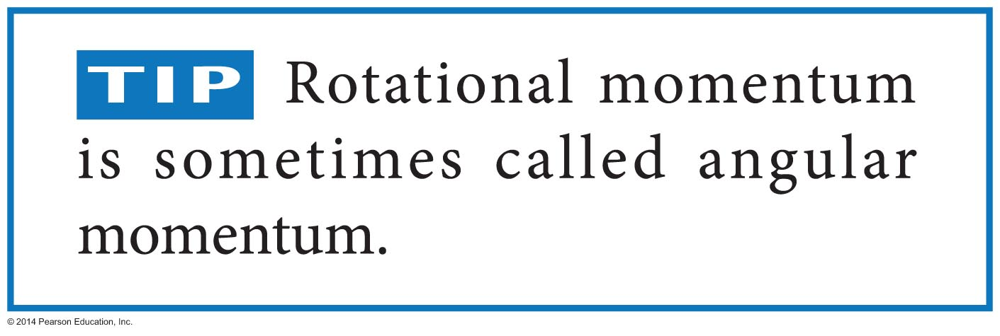 TIP Rotational momentum
is sometimes called angular
momentum.
© 2014 Pearson Education, Inc.